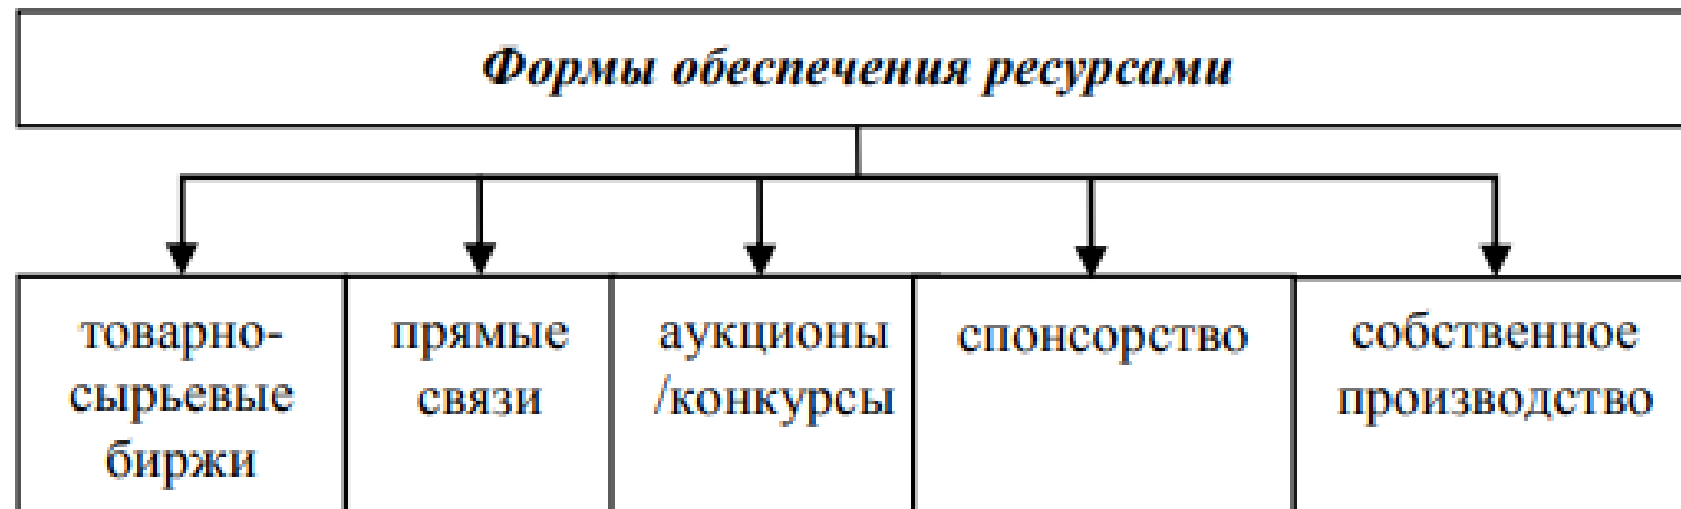 Формы обеспечения ресурсами
товарно-
сырьевые
биржи
прямые
связи
аукционы
/конкурсы
спонсорство
собственное
производство